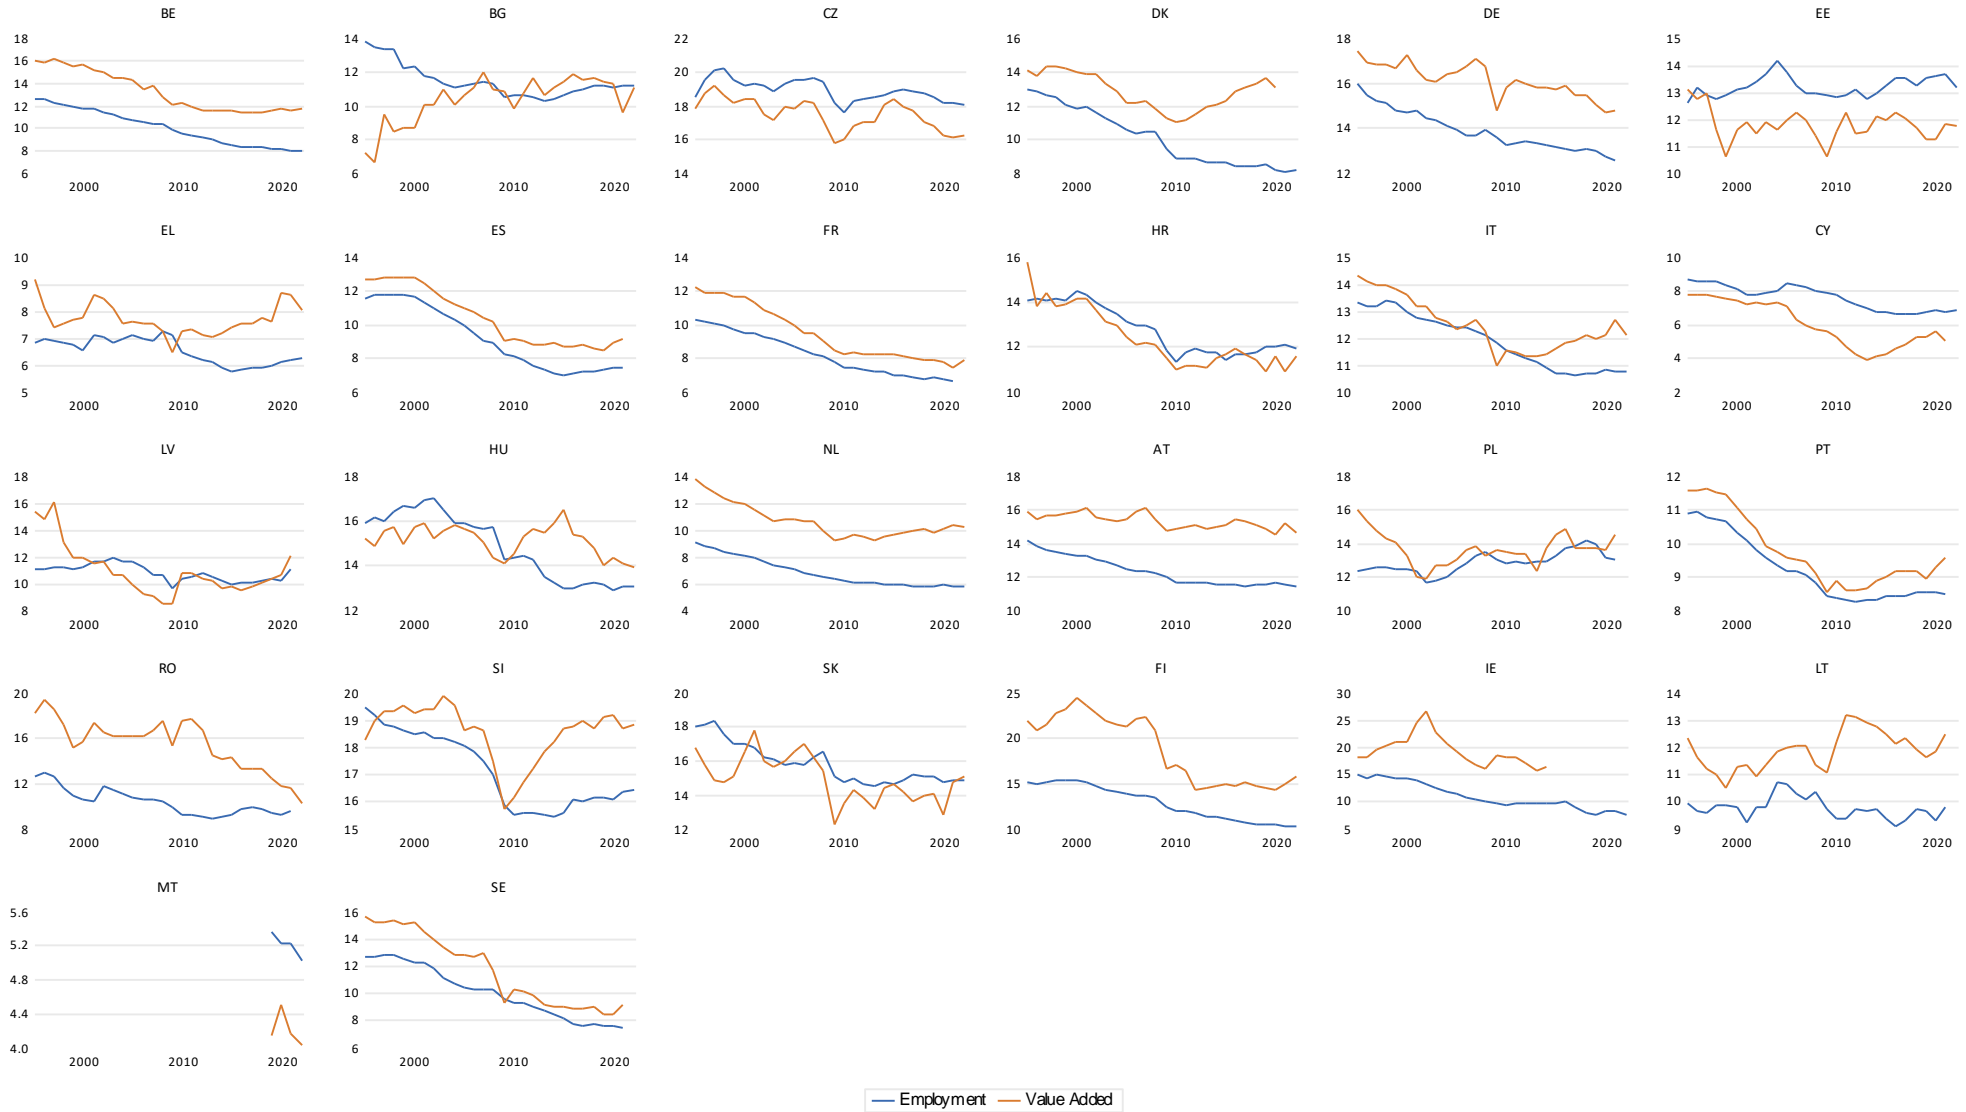 BE BG CZ DK DE EE
18 14 22 16 18 15
16 12 20 14 16 14
14 10 18 12 14 13
12 8 16 10 12 12
10 6 14 8 11
8 10
6
2000 2010 2020 2000 2010 2020 2000 2010 2020 2000 2010 2020 2000 2010 2020 2000 2010 2020
EL ES FR HR IT CY
10 14 14 16 15 10
9 12 12 14 14 8
8 10 10 12 13 6
7 8 8 10 12 4
6 6 6 11 2
5 10
2000 2010 2020 2000 2010 2020 2000 2010 2020 2000 2010 2020 2000 2010 2020 2000 2010 2020
LV HU NL AT PL PT
18 18 14 18 18 12
16 16 12 16 16 11
14 14 10 14 14 10
12 12 8 12 12 9
10 6 10 10 8
8 4
2000 2010 2020 2000 2010 2020 2000 2010 2020 2000 2010 2020 2000 2010 2020 2000 2010 2020
RO SI SK FI IE LT
20 20 20 25 30 14
16 19 18 20 25 13
12 18 16 15 20 12
8 17 14 10 15 11
16 12 10 10
15 5 9
2000 2010 2020 2000 2010 2020 2000 2010 2020 2000 2010 2020 2000 2010 2020 2000 2010 2020
MT SE
5.6 16
5.2 14
4.8 12
4.4 10
4.0 8
6
2000 2010 2020 2000 2010 2020
Employment Value Added